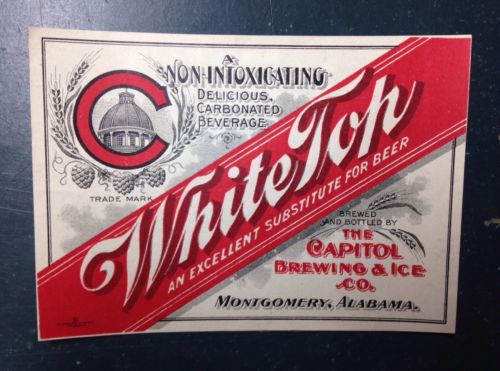 A
NON-INTOXICATING
DELICIOUS,
CARBONATED
BEVERAGE
C
TRADE MARK
White Top
AN EXCELLENT SUBSTITUTE FOR BEER
BREWED
AND BOTTLED BY
THE
CAPITOL
BREWING & ICE
CO.
MONTGOMERY, ALABAMA.